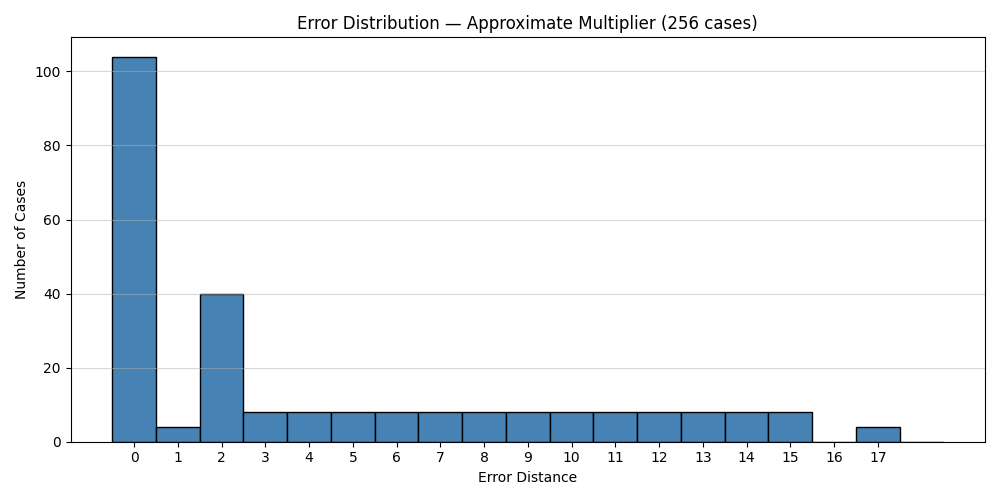 Error Distribution — Approximate Multiplier (256 cases)
Number of Cases
100
80
60
40
20
0
0 1 2 3 4 5 6 7 8 9 10 11 12 13 14 15 16 17
Error Distance